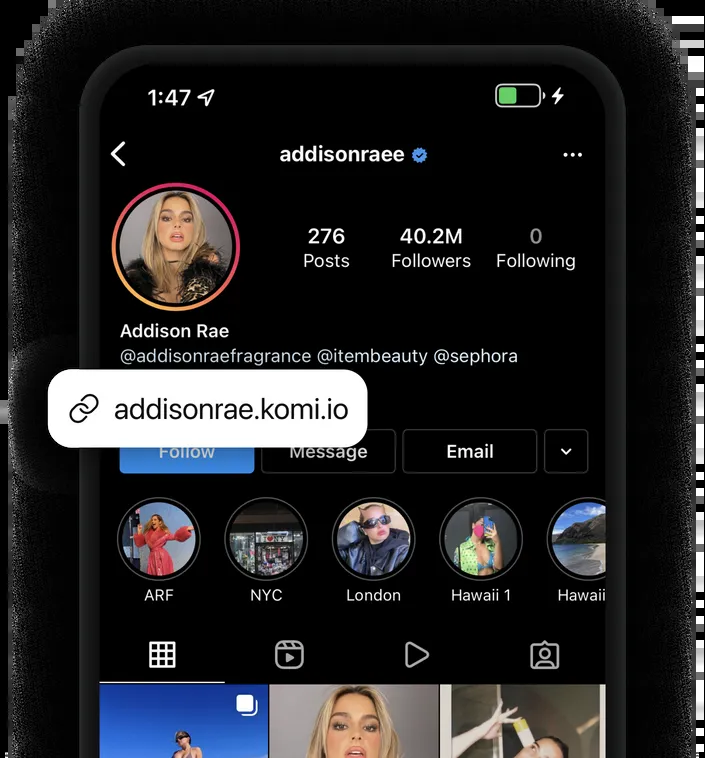 1:47
addisonraee
276 40.2M 0
Posts Followers Following
Addison Rae
@addisonraefragrance @itembeauty @sephora
addisonrae.komi.io
Follow Message Email
ARF NYC London Hawaii 1 Hawaii